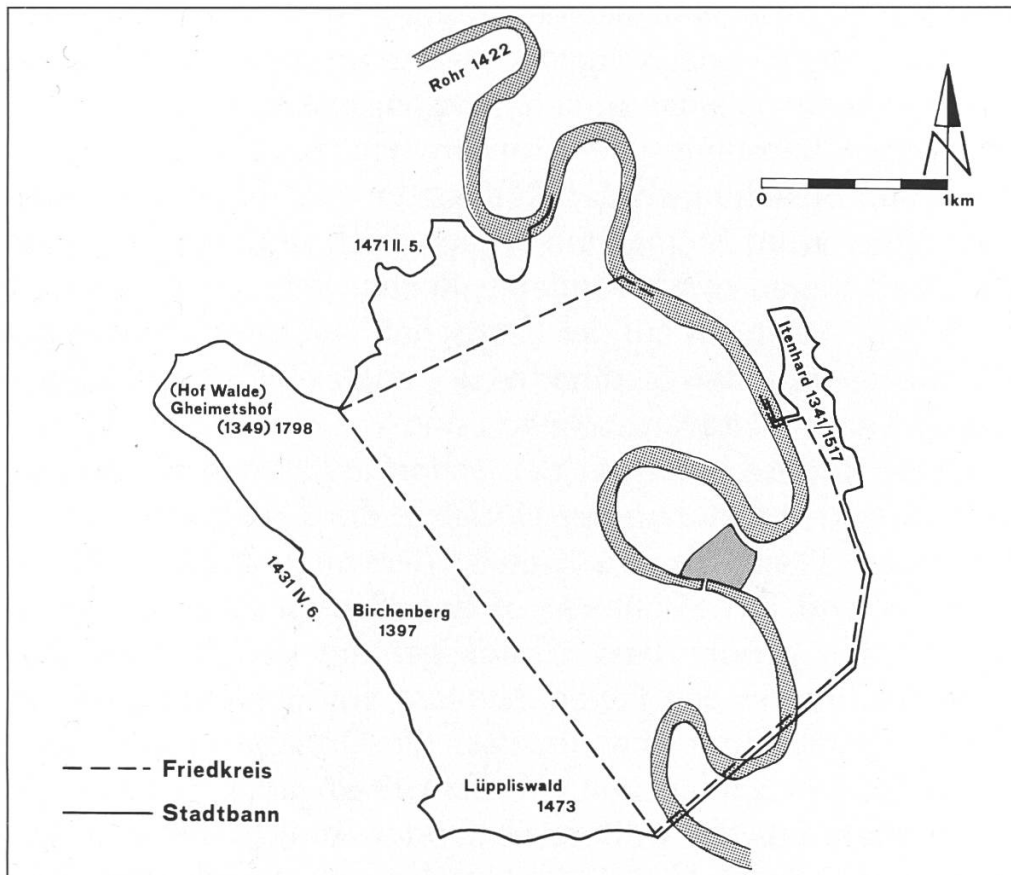 Rohr 1422
N
0 1km
1471 II. 5.
Itenhard 1341/1517
(Hof Walde)
Gheimetshof
(1349) 1798
1431 IV. 6.
Birchenberg
1397
Lüppliswald
1473
Friedkreis
Stadtbann